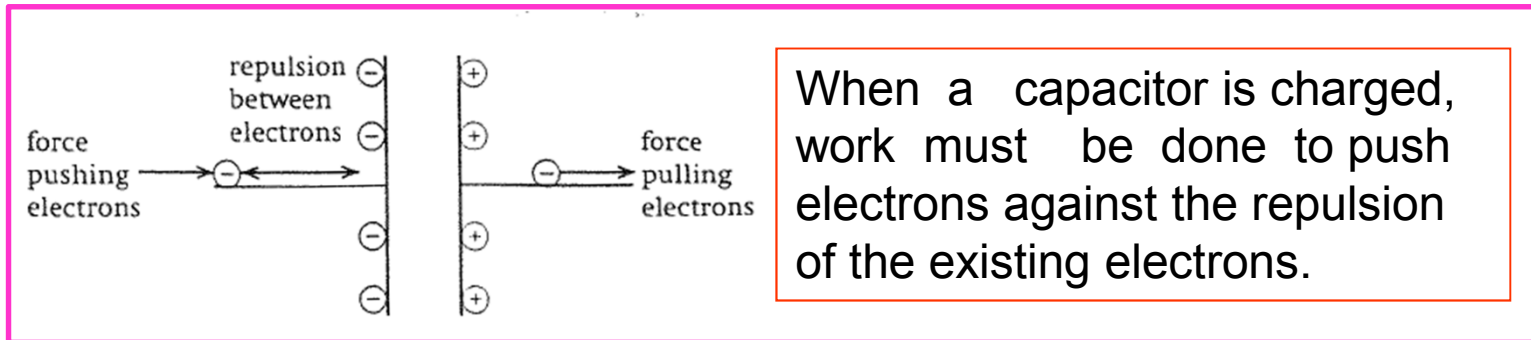 repulsion
between
electrons
force
pushing
electrons
force
pulling
electrons
When a capacitor is charged,
work must be done to push
electrons against the repulsion
of the existing electrons.